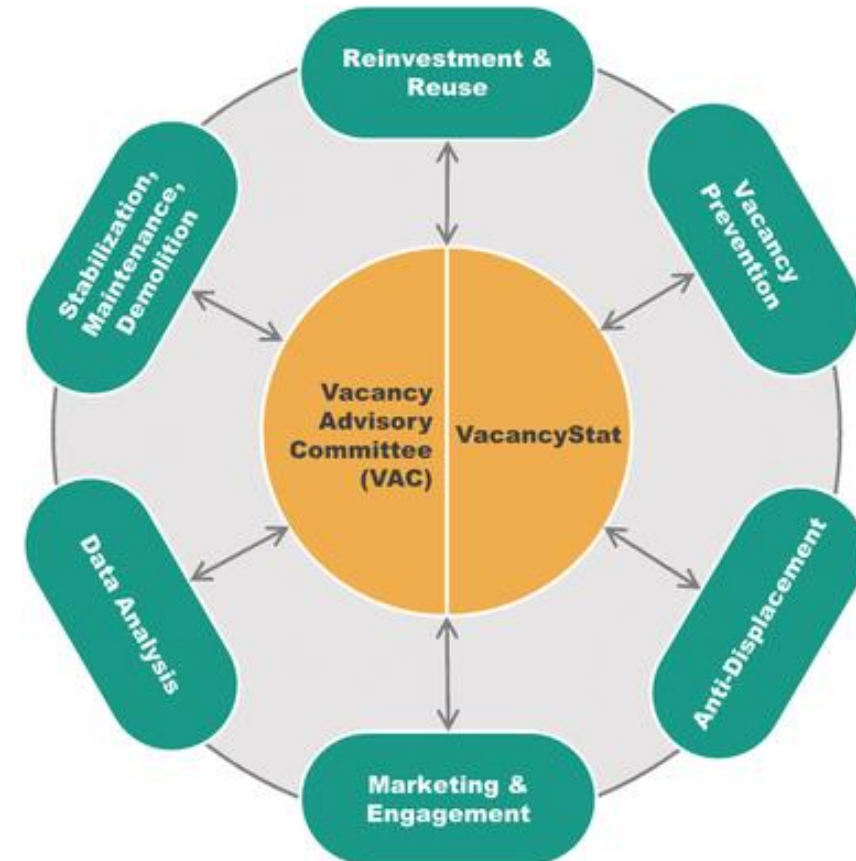 Reinvestment &
Reuse
Stabilization,
Maintenance,
Demolition
Vacancy
Prevention
Vacancy
Advisory
Committee
(VAC)
VacancyStat
Data Analysis
Anti-Displacement
Marketing &
Engagement